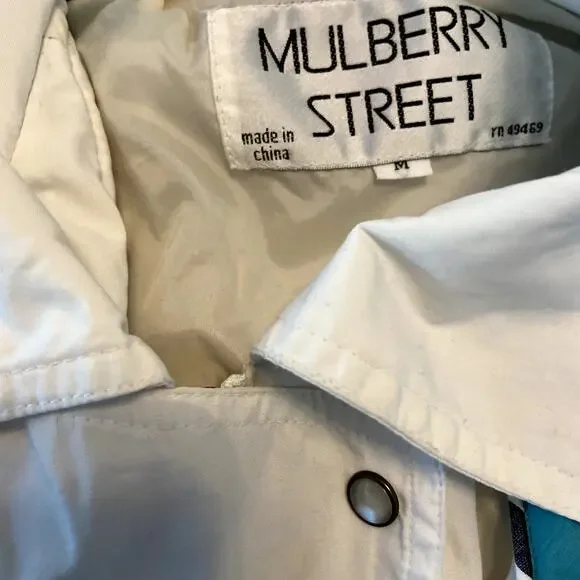 MULBERRY
STREET
made in
china
rn 49469
M